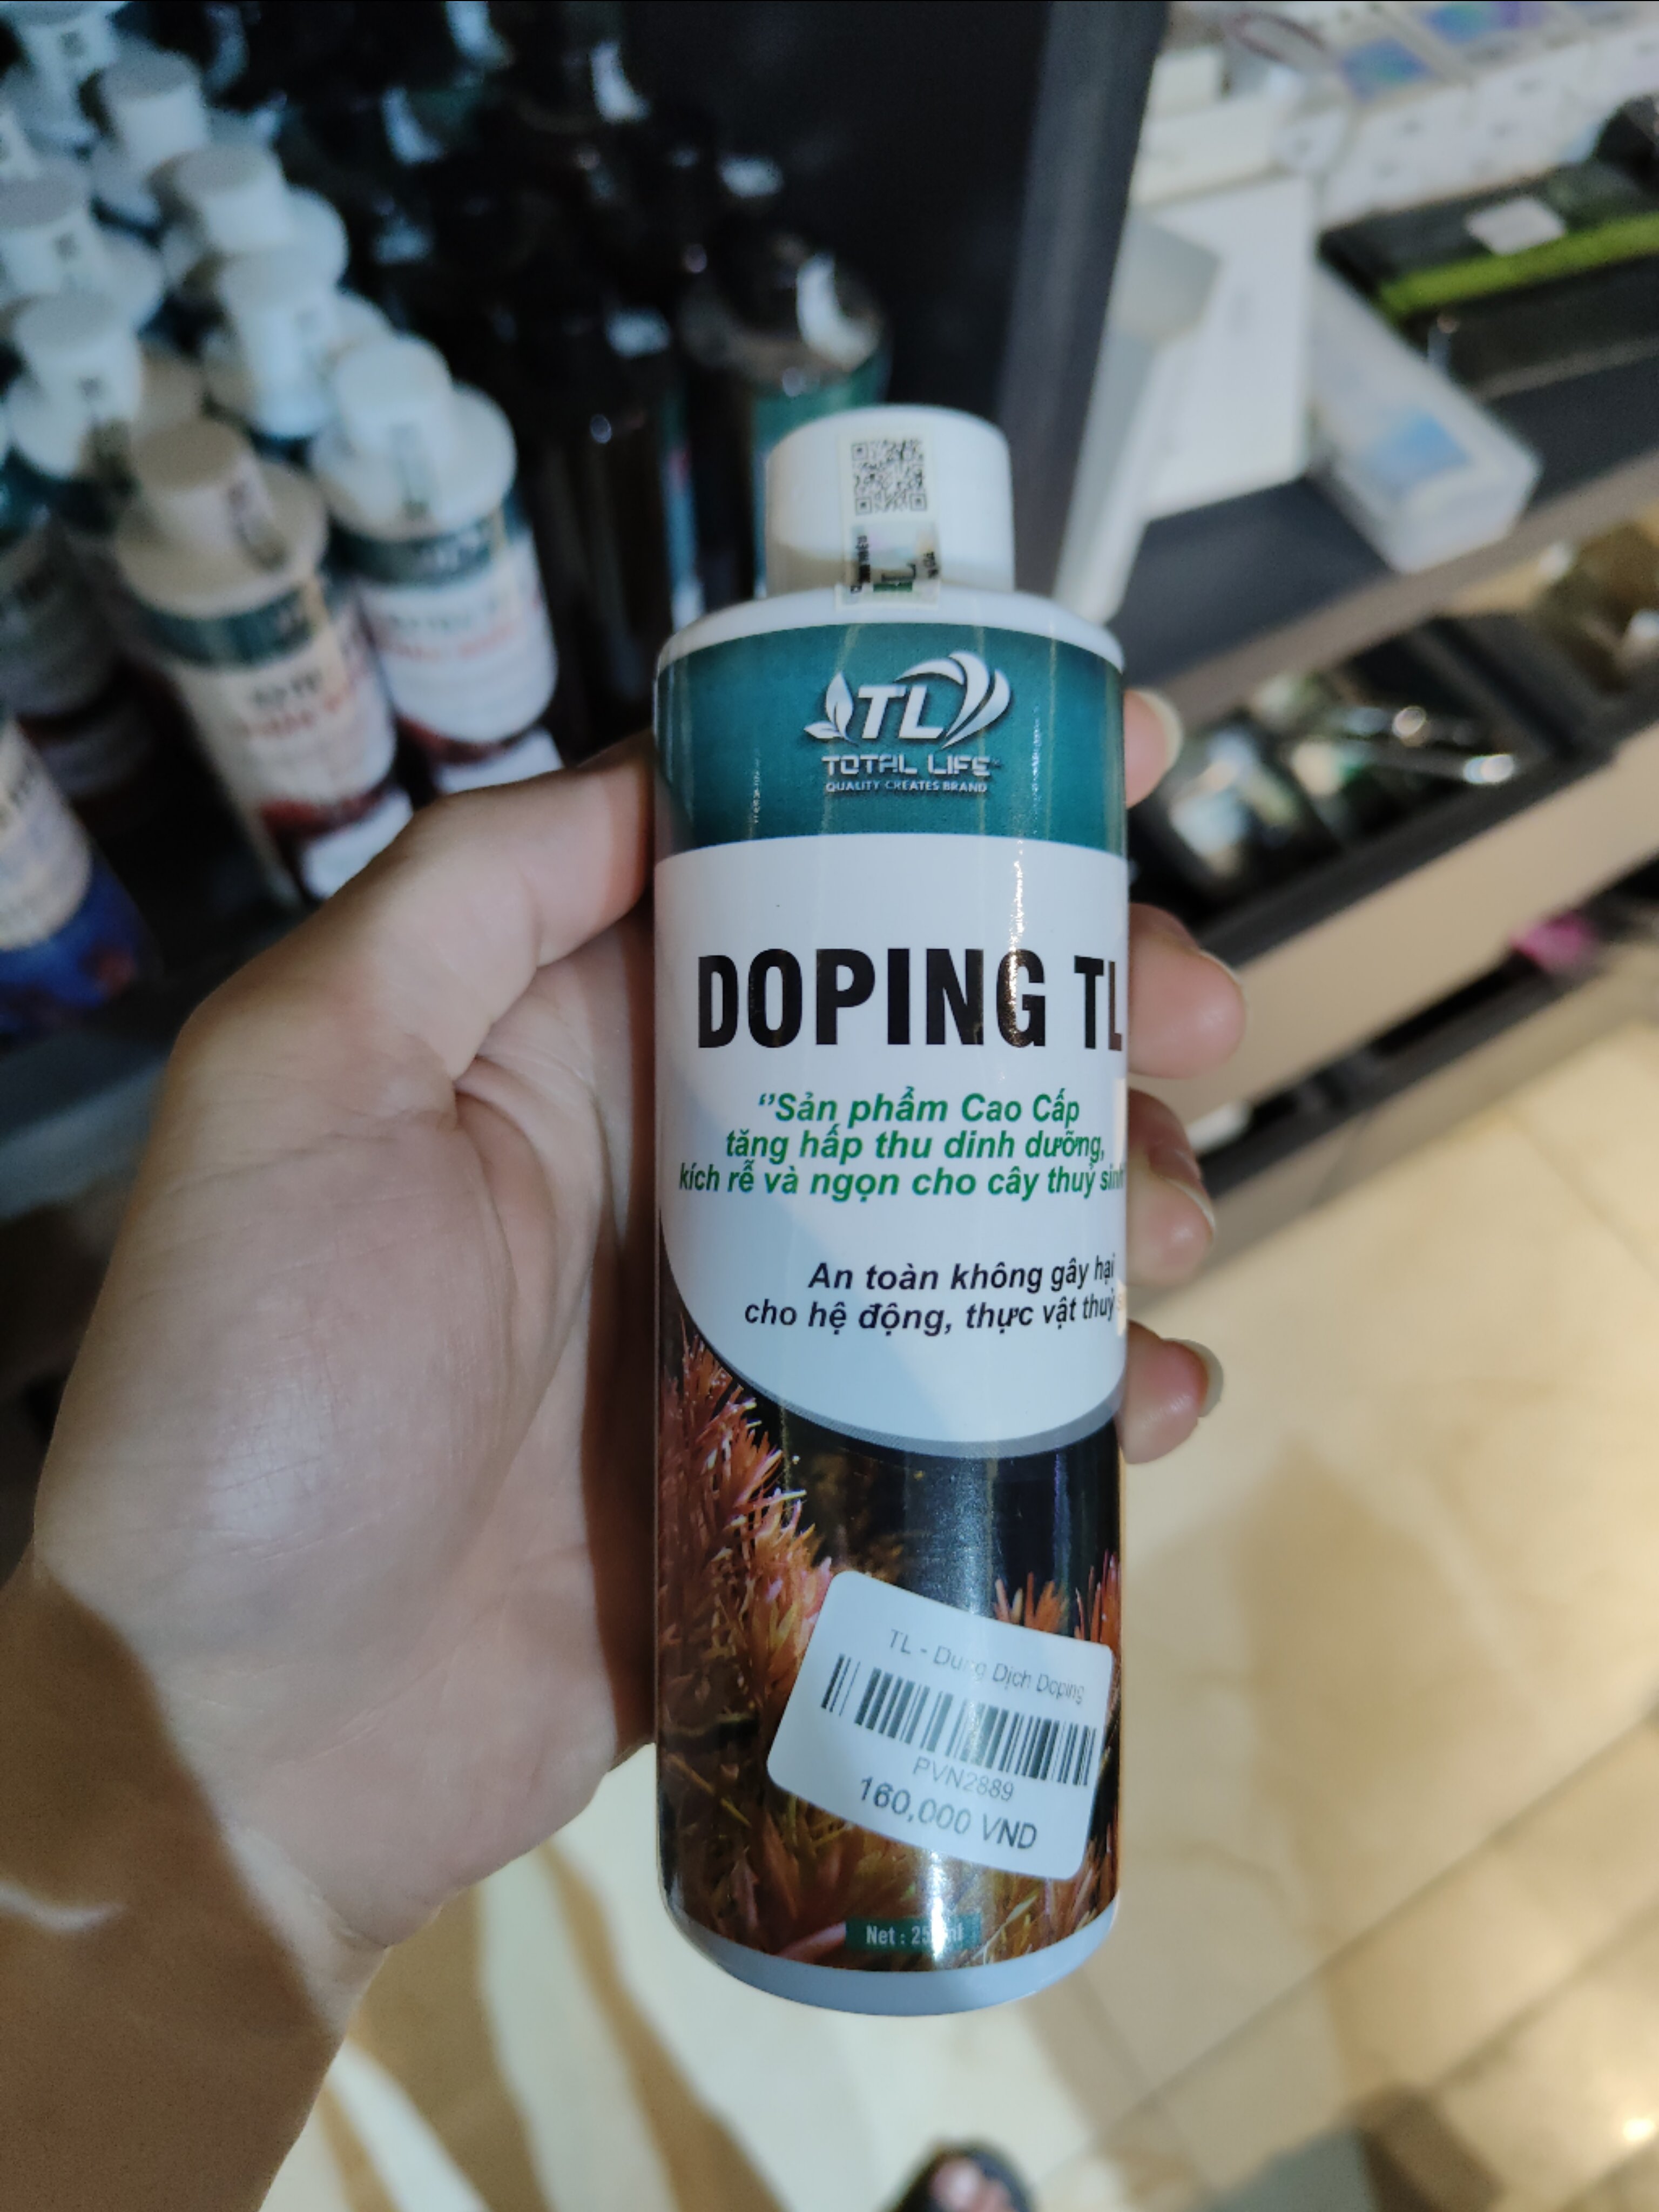 TL
TOTAL LIFE
QUALITY CREATES BRAND
DOPING TL
“Sản phẩm Cao Cấp
tăng hấp thu dinh dưỡng,
kích rễ và ngọn cho cây thuỷ sinh
An toàn không gây hại
cho hệ động, thực vật thuỷ
TL - Dung Dịch Doping
PVN2889
160,000 VND
Net :